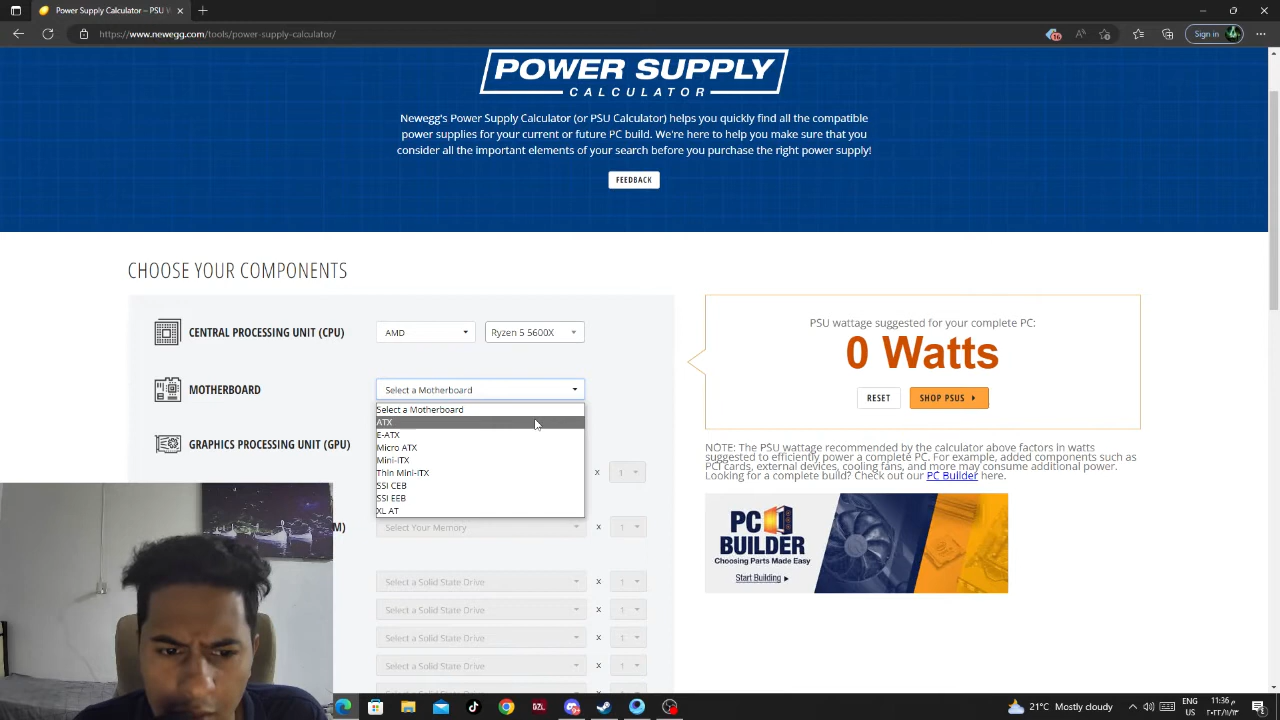 Power Supply Calculator - PSU C
https://www.newegg.com/tools/power-supply-calculator/
16
Sign in
POWER SUPPLY
CALCULATOR
Newegg's Power Supply Calculator (or PSU Calculator) helps you quickly find all the compatible
power supplies for your current or future PC build. We're here to help you make sure that you
consider all the important elements of your search before you purchase the right power supply!
FEEDBACK
CHOOSE YOUR COMPONENTS
CENTRAL PROCESSING UNIT (CPU)
AMD
Ryzen 5 5600X
MOTHERBOARD
Select a Motherboard
Select a Motherboard
ATX
E-ATX
Micro ATX
Mini-ITX
Thin Mini-ITX
SSI CEB
SSI EEB
XL AT
GRAPHICS PROCESSING UNIT (GPU)
x 1
M)
Select Your Memory x 1
Select a Solid State Drive x 1
Select a Solid State Drive x 1
Select a Solid State Drive x 1
Select a Solid State Drive x 1
PSU wattage suggested for your complete PC:
0 Watts
RESET
SHOP PSUS
NOTE: The PSU wattage recommended by the calculator above factors in watts
suggested to efficiently power a complete PC. For example, added components such as
PCI cards, external devices, cooling fans, and more may consume additional power.
Looking for a complete build? Check out our PC Builder here.
PC
BUILDER
Choosing Parts Made Easy
Start Building
DZL
21°C Mostly cloudy
ENG
US
11:36 م